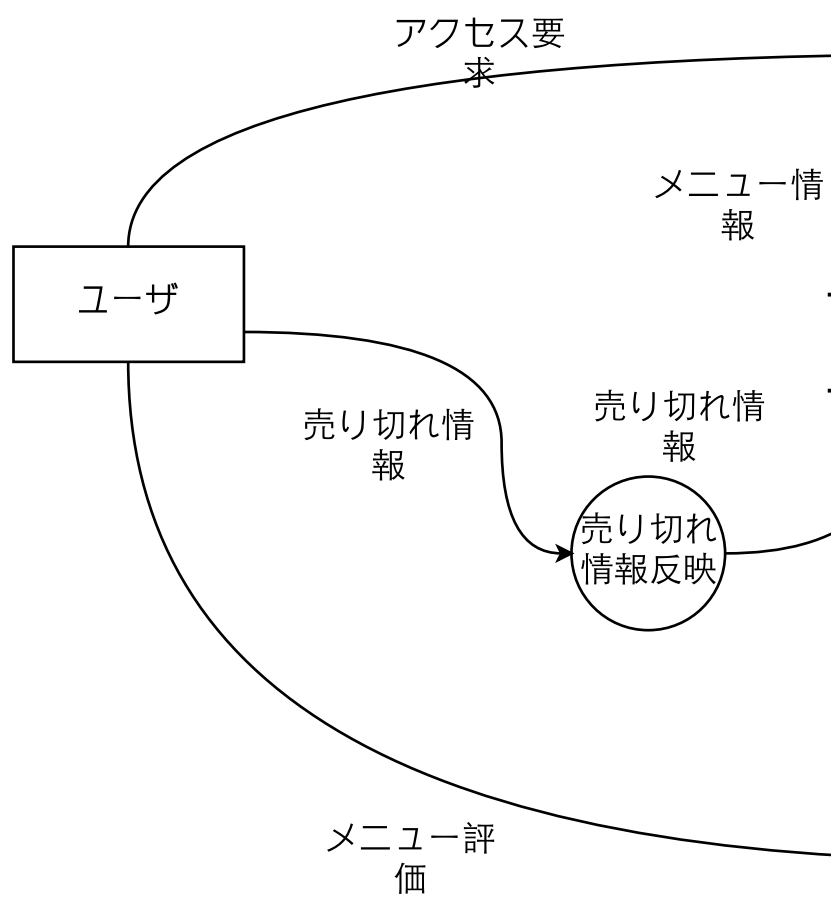 アクセス要
求
メニュー情
報
ユーザ
売り切れ情
報
売り切れ情
報
売り切れ
情報反映
メニュー評
価